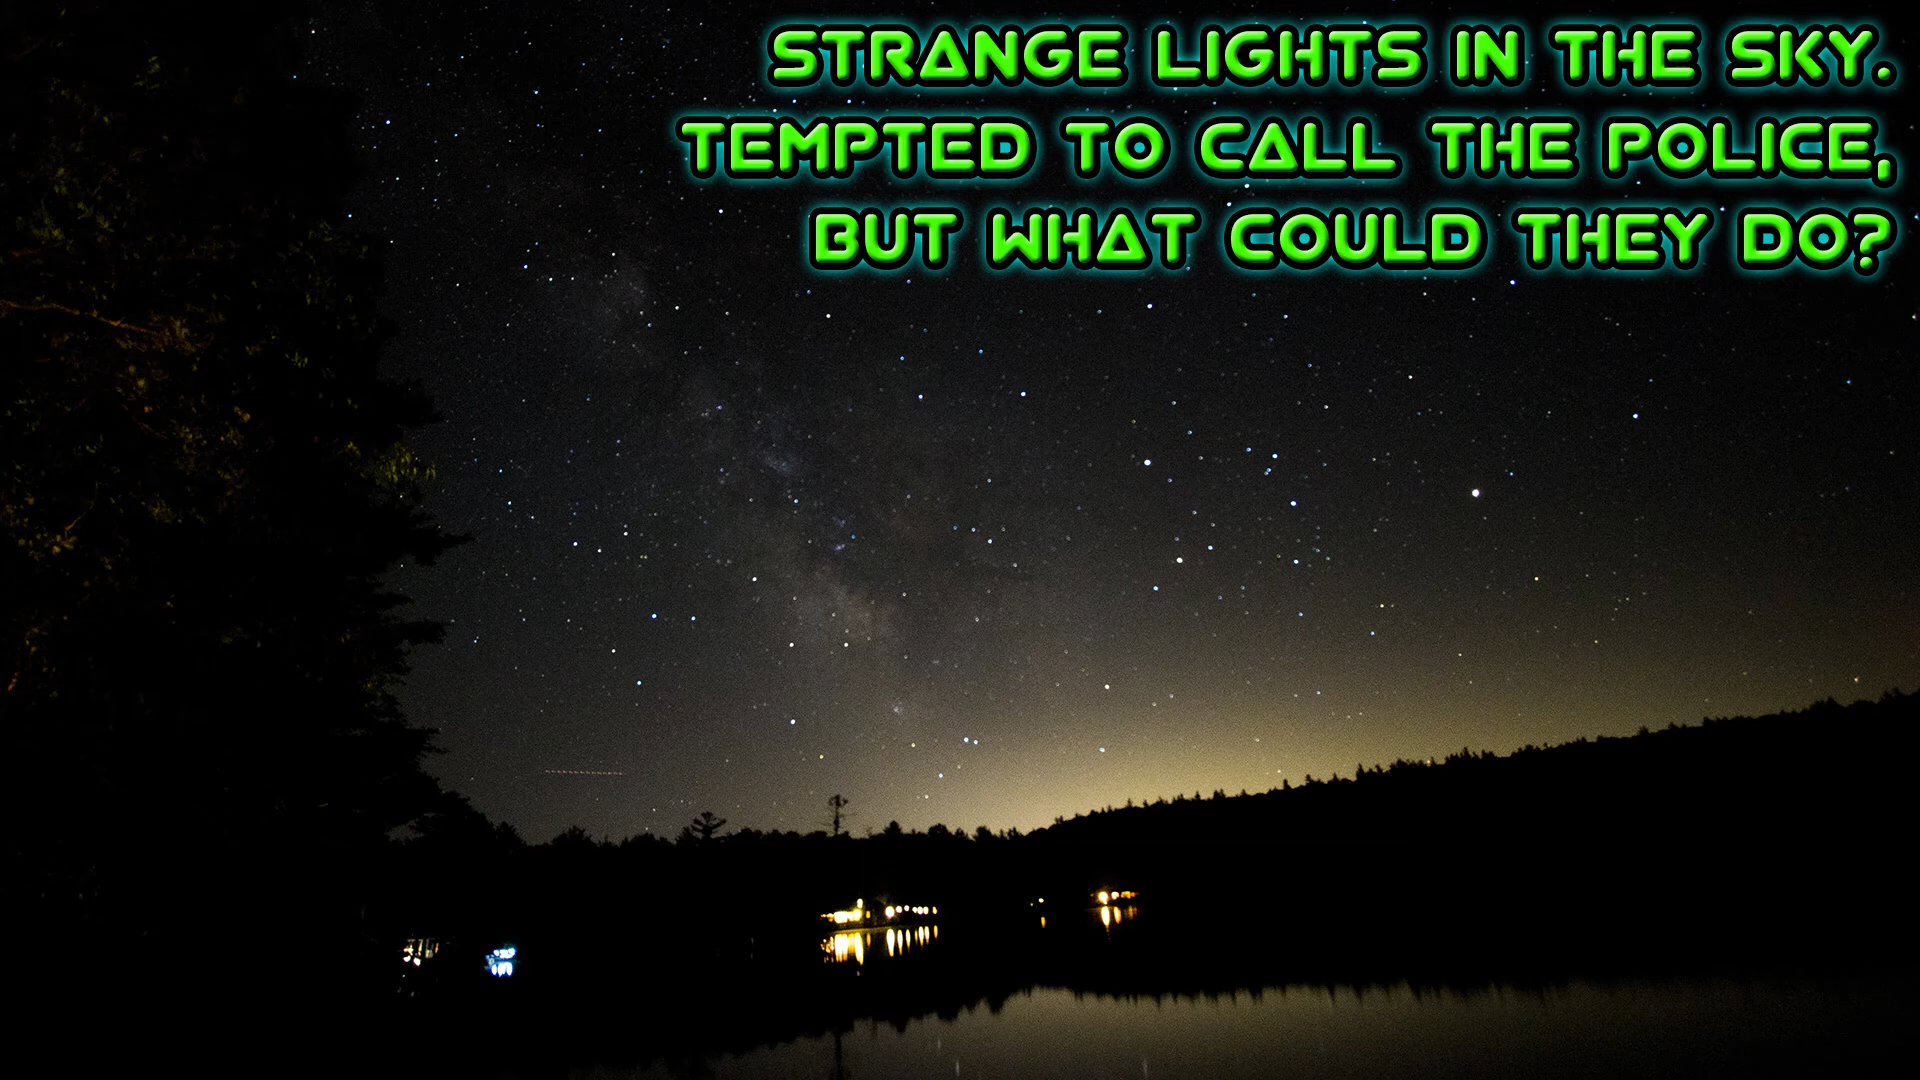 STRANGE LIGHTS IN THE SKY.
TEMPTED TO CALL THE POLICE,
BUT WHAT COULD THEY DO?